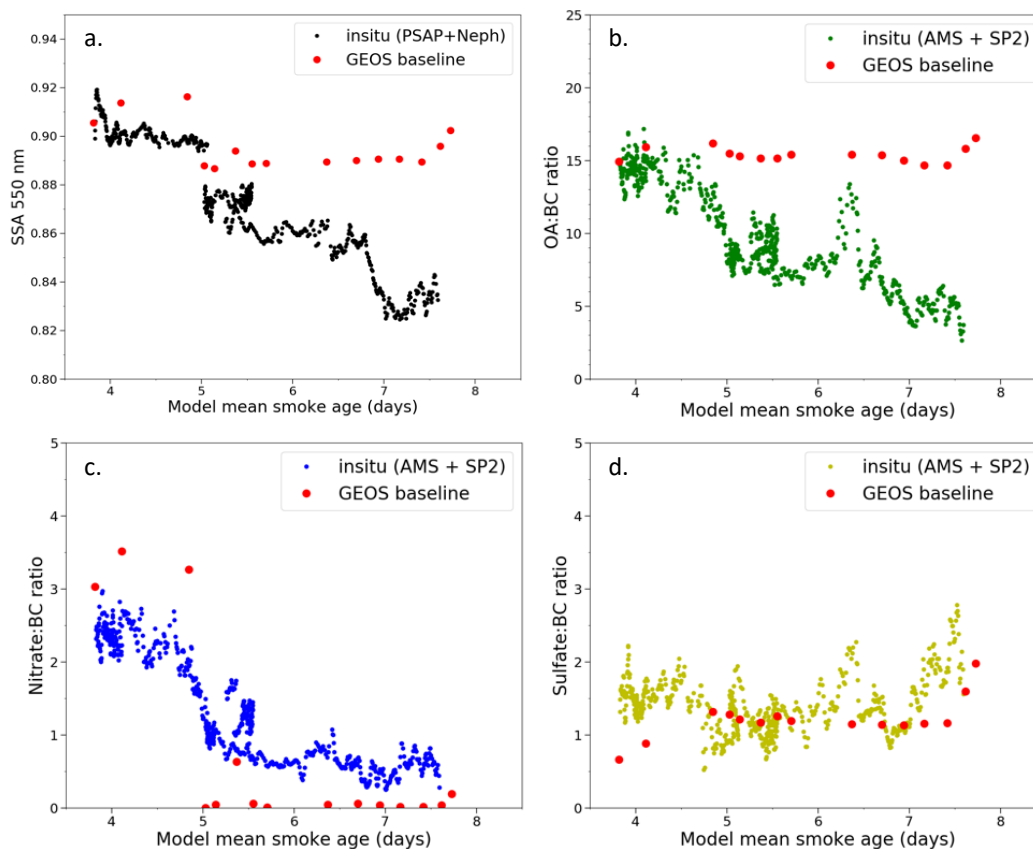 a.
insitu (PSAP+Neph)
GEOS baseline
SSA 550 nm
0.94
0.92
0.90
0.88
0.86
0.84
0.82
0.80
4 5 6 7 8
Model mean smoke age (days)
b.
insitu (AMS + SP2)
GEOS baseline
OA:BC ratio
25
20
15
10
5
0
4 5 6 7 8
Model mean smoke age (days)
c.
insitu (AMS + SP2)
GEOS baseline
Nitrate:BC ratio
5
4
3
2
1
0
4 5 6 7 8
Model mean smoke age (days)
d.
insitu (AMS + SP2)
GEOS baseline
Sulfate:BC ratio
5
4
3
2
1
0
4 5 6 7 8
Model mean smoke age (days)